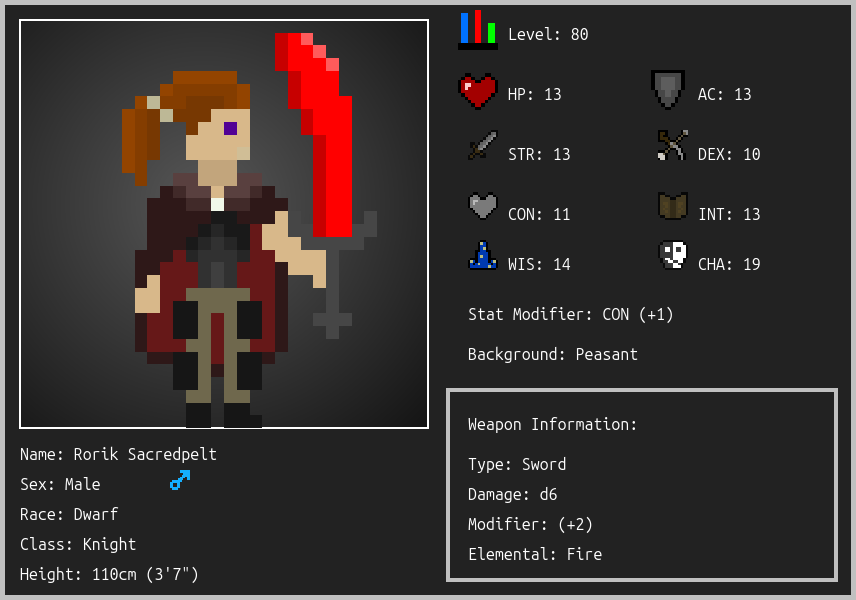 Level: 80
HP: 13
AC: 13
STR: 13
DEX: 10
CON: 11
INT: 13
WIS: 14
CHA: 19
Stat Modifier: CON (+1)
Background: Peasant
Weapon Information:
Type: Sword
Damage: d6
Modifier: (+2)
Elemental: Fire
Name: Rorik Sacredpelt
Sex: Male
Race: Dwarf
Class: Knight
Height: 110cm (3'7")